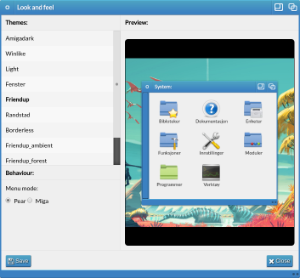 Look and feel
Themes:
Amigadark
Winlike
Light
Fenster
Friendup
Randstad
Borderless
Friendup_ambient
Friendup_forest
Behaviour:
Menu mode:
Pear
Miga
Preview:
System:
Bibliotek
Dokumentasjon
Enheter
Funksjoner
Innstillinger
Moduler
Programmer
Verktøy
Save
Close